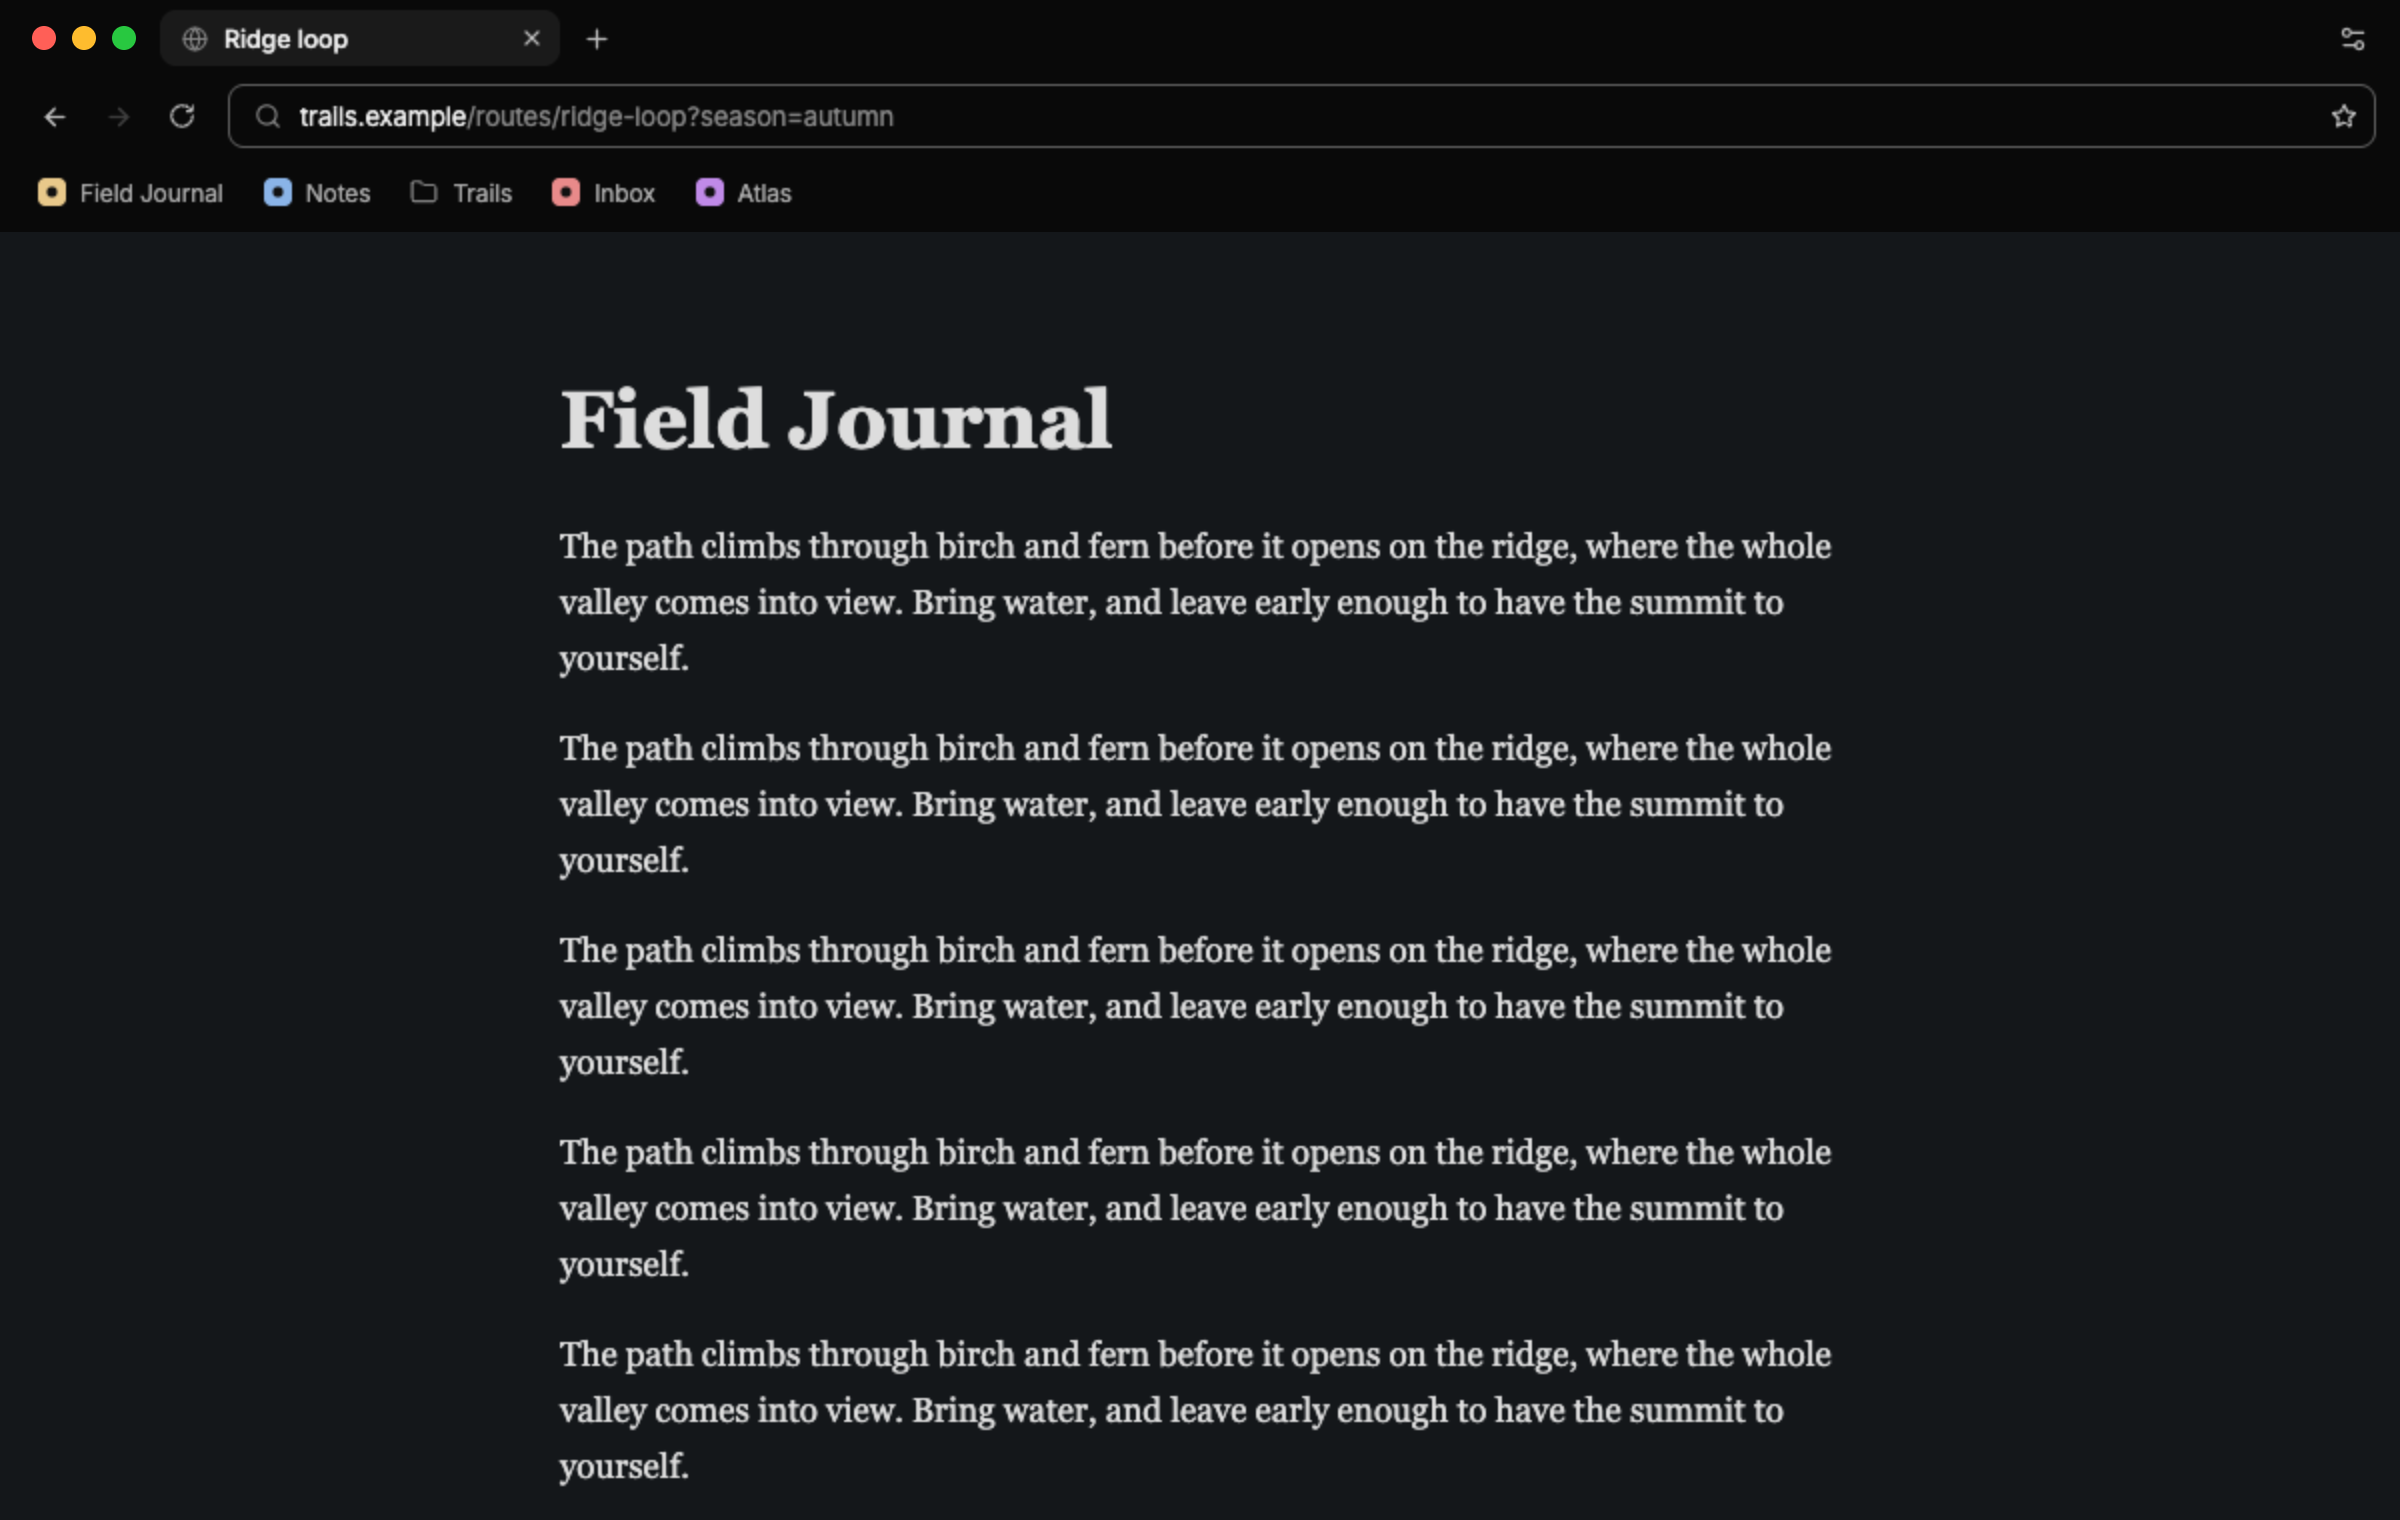 Ridge loop
trails.example/routes/ridge-loop?season=autumn
Field Journal Notes Trails Inbox Atlas
Field Journal
The path climbs through birch and fern before it opens on the ridge, where the whole
valley comes into view. Bring water, and leave early enough to have the summit to
yourself.
The path climbs through birch and fern before it opens on the ridge, where the whole
valley comes into view. Bring water, and leave early enough to have the summit to
yourself.
The path climbs through birch and fern before it opens on the ridge, where the whole
valley comes into view. Bring water, and leave early enough to have the summit to
yourself.
The path climbs through birch and fern before it opens on the ridge, where the whole
valley comes into view. Bring water, and leave early enough to have the summit to
yourself.
The path climbs through birch and fern before it opens on the ridge, where the whole
valley comes into view. Bring water, and leave early enough to have the summit to
yourself.